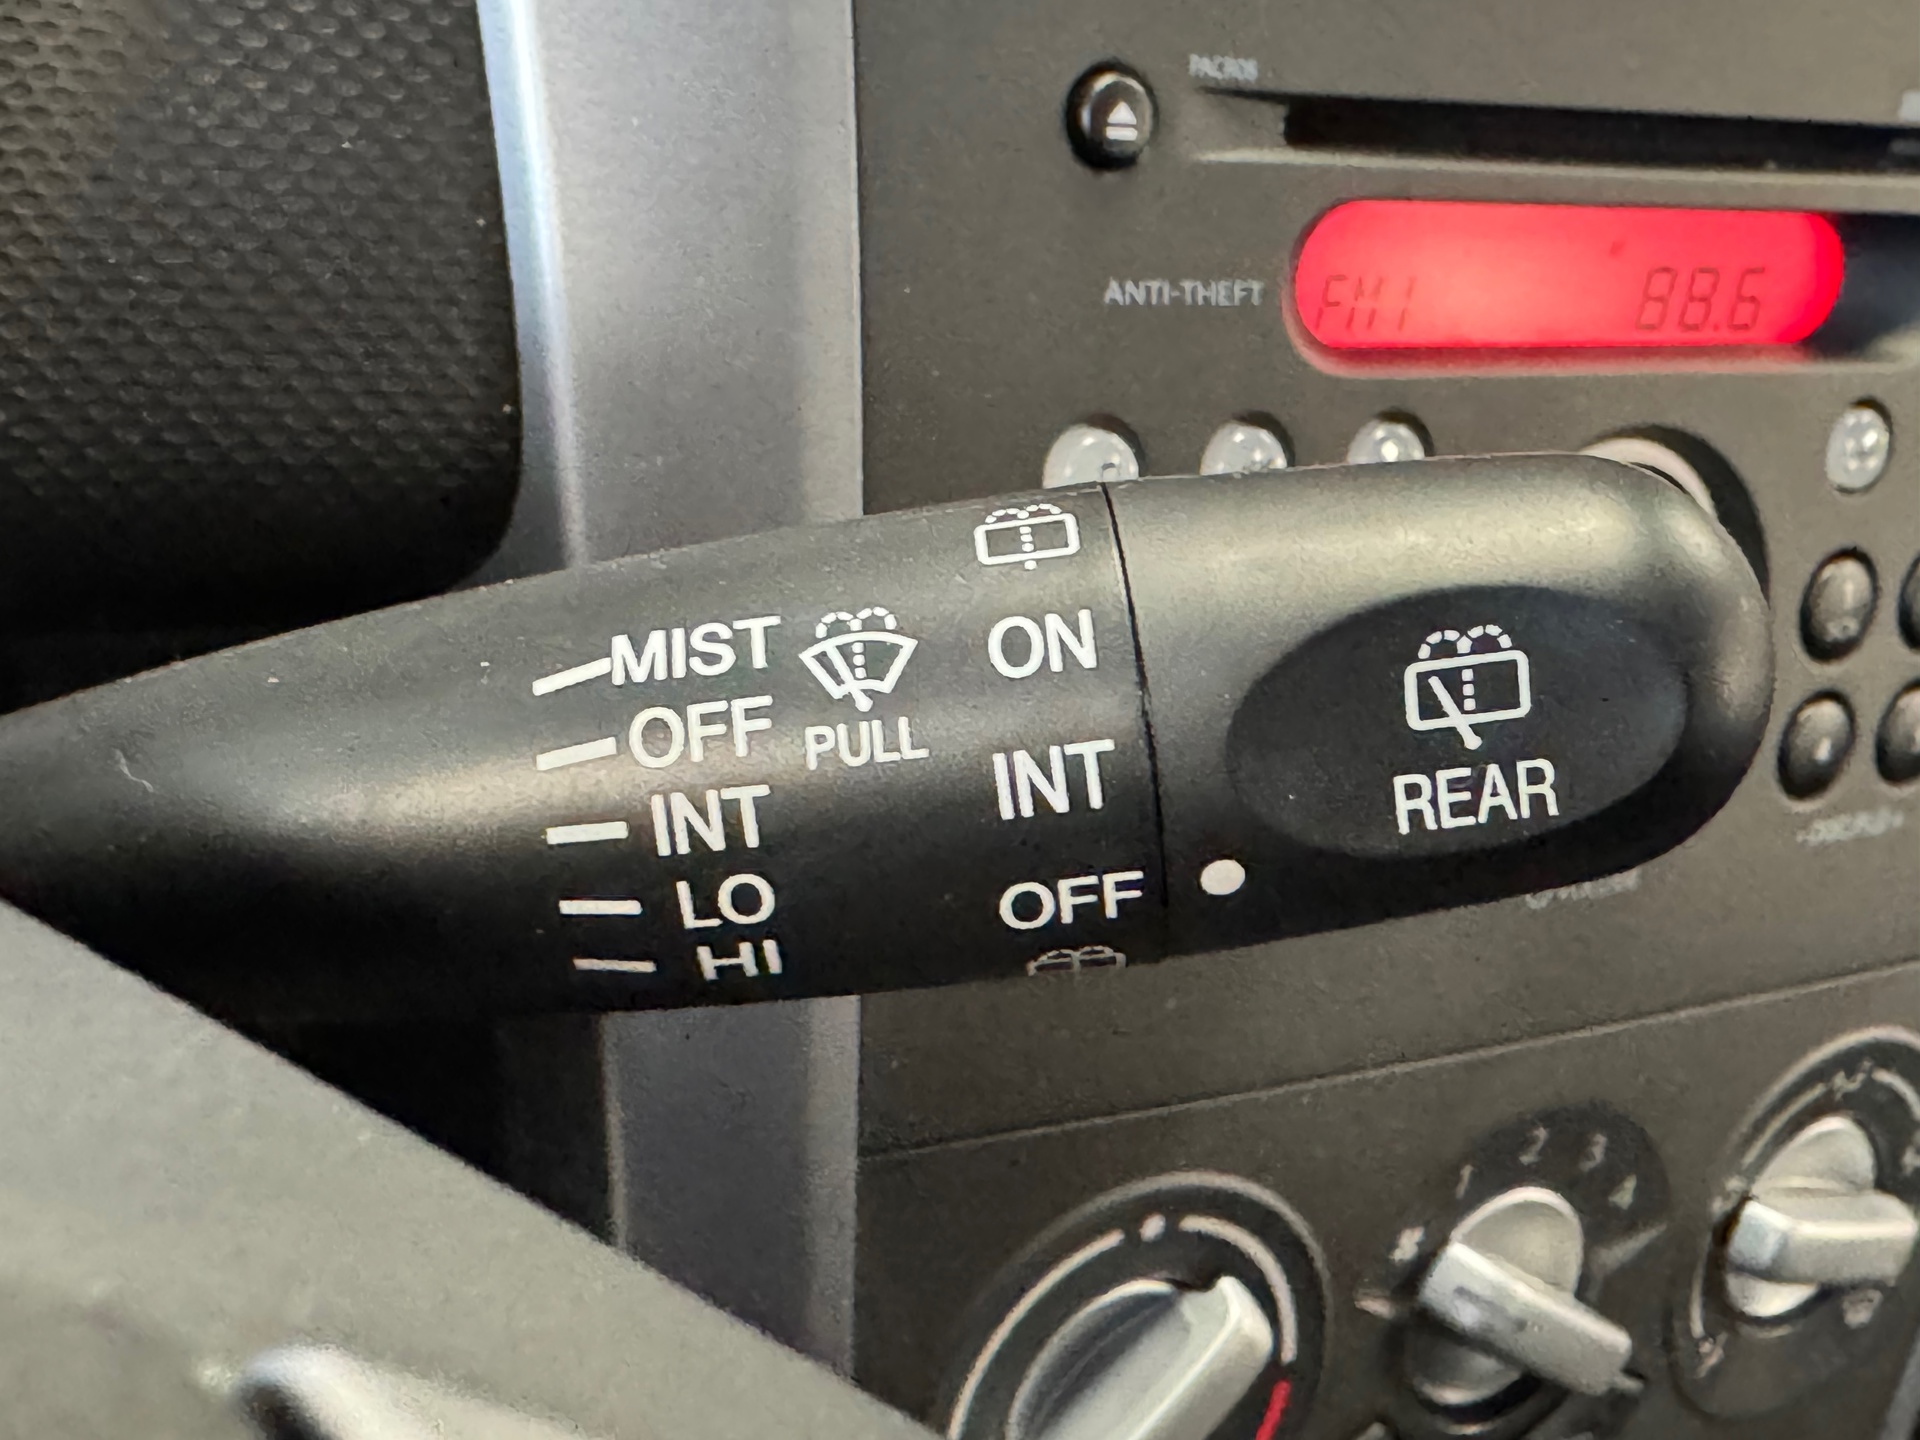 ANTI-THEFT
FM1 88.6
MIST
OFF
INT
LO
HI
PULL
ON
INT
OFF
REAR
1 2 3 4